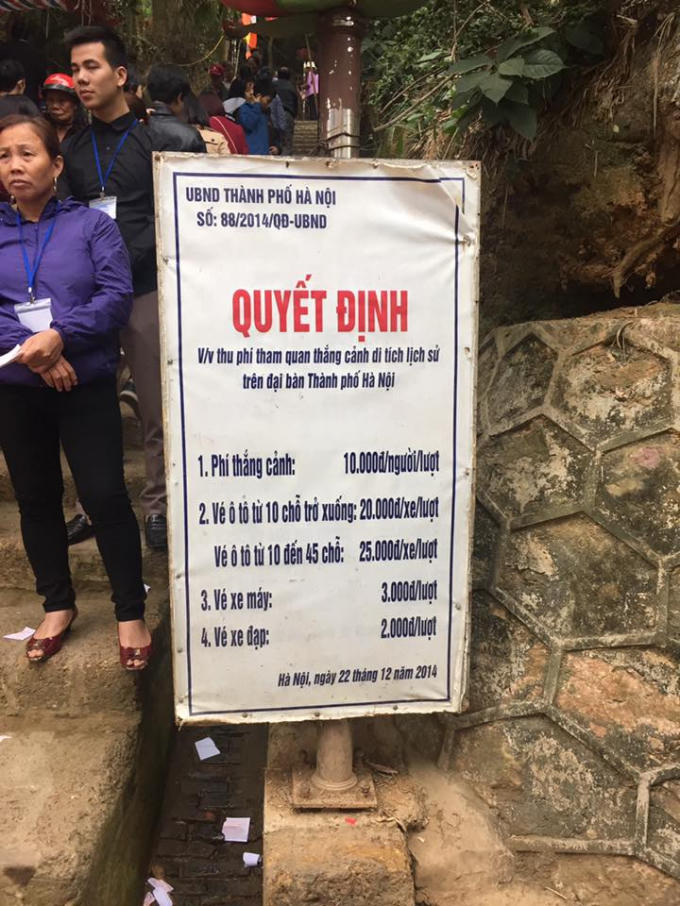 UBND THÀNH PHỐ HÀ NỘI
SỐ: 88/2014/QĐ-UBND
QUYẾT ĐỊNH
V/v thu phí tham quan thắng cảnh di tích lịch sử
trên đại bàn Thành phố Hà Nội
1. Phí thắng cảnh: 10.000đ/người/lượt
2. Vé ô tô từ 10 chỗ trở xuống: 20.000đ/xe/lượt
Vé ô tô từ 10 đến 45 chỗ: 25.000đ/xe/lượt
3. Vé xe máy: 3.000đ/lượt
4. Vé xe đạp: 2.000đ/lượt
Hà Nội, ngày 22 tháng 12 năm 2014